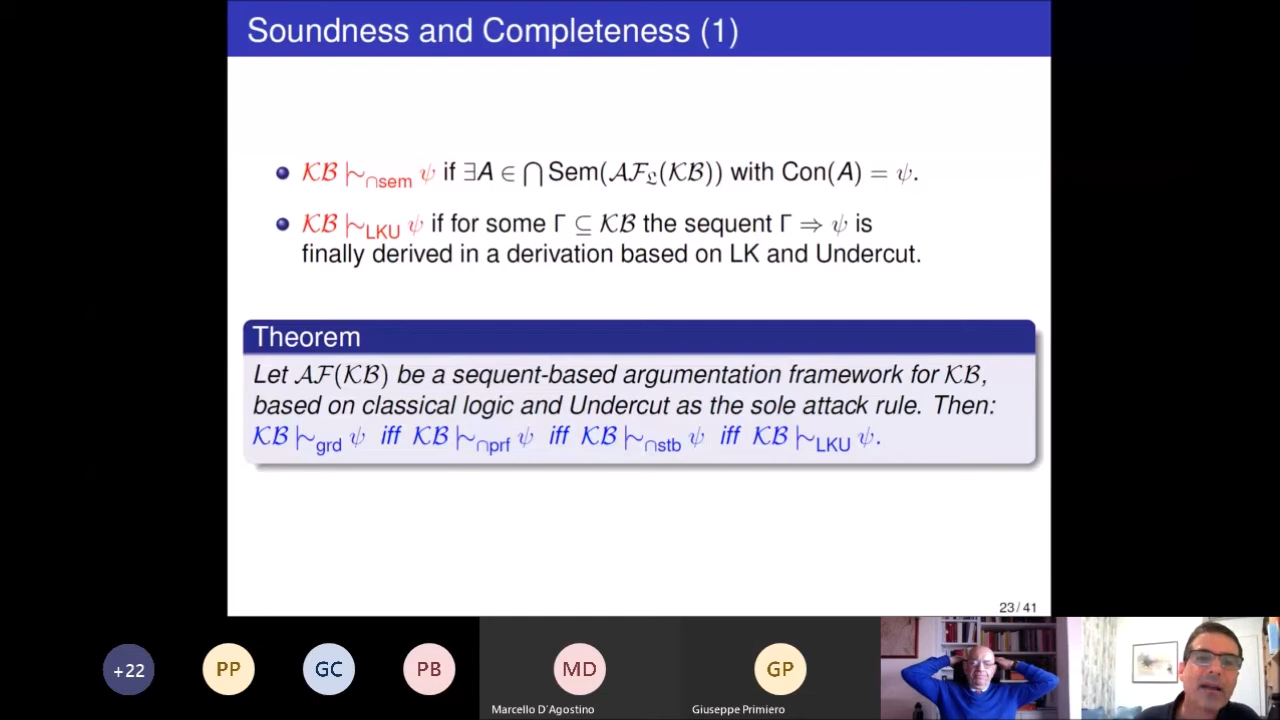 Soundness and Completeness (1)
𝒦ℬ |∼∩sem ψ if ∃A ∈ ⋂ Sem(𝒜ℱ𝔏(𝒦ℬ)) with Con(A) = ψ.
𝒦ℬ |∼LKU ψ if for some Γ ⊆ 𝒦ℬ the sequent Γ ⇒ ψ is
finally derived in a derivation based on LK and Undercut.
Theorem
Let 𝒜ℱ(𝒦ℬ) be a sequent-based argumentation framework for 𝒦ℬ,
based on classical logic and Undercut as the sole attack rule. Then:
𝒦ℬ |∼grd ψ iff 𝒦ℬ |∼∩prf ψ iff 𝒦ℬ |∼∩stb ψ iff 𝒦ℬ |∼LKU ψ.
23/41
+22
PP
GC
PB
MD
GP
Marcello D'Agostino
Giuseppe Primiero